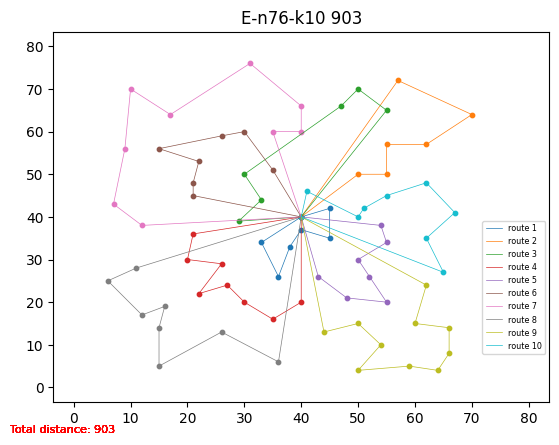 E-n76-k10 903
80
70
60
50
40
30
20
10
0
route 1
route 2
route 3
route 4
route 5
route 6
route 7
route 8
route 9
route 10
0 10 20 30 40 50 60 70 80
Total distance: 903